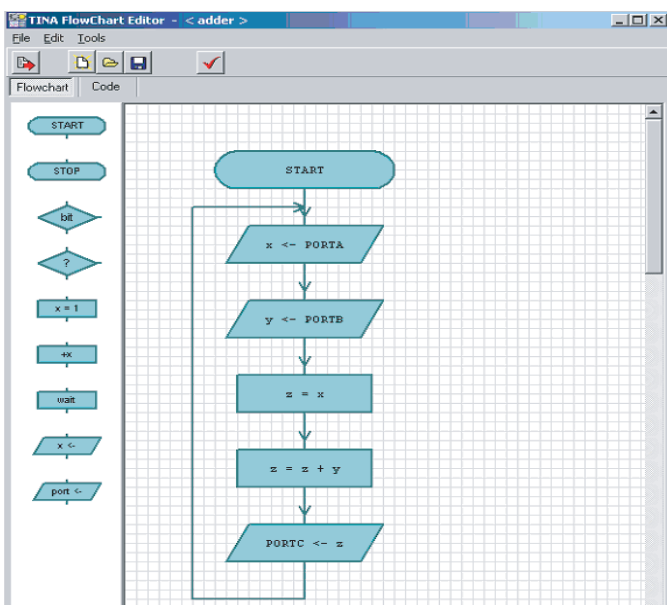 TINA FlowChart Editor - < adder >
File Edit Tools
Flowchart Code
START
STOP
bit
?
x = 1
+x
wait
x <-
port <-
START
x <- PORTA
y <- PORTB
z = x
z = z + y
PORTC <- z